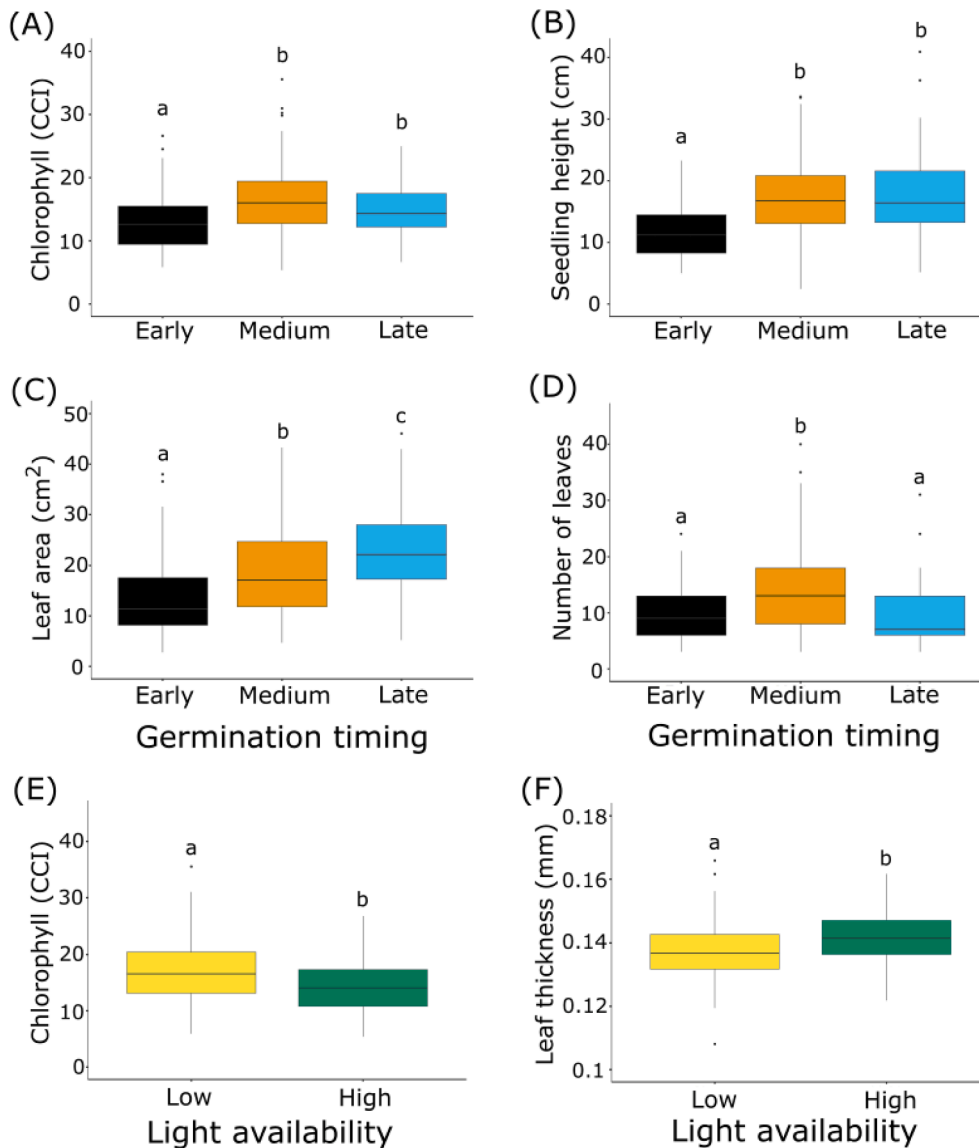 (A)
Chlorophyll (CCI)
40
30
20
10
0
a
b
b
Early Medium Late
(B)
Seedling height (cm)
40
30
20
10
0
a
b
b
Early Medium Late
(C)
Leaf area (cm²)
50
40
30
20
10
0
a
b
c
Early Medium Late
Germination timing
(D)
Number of leaves
40
30
20
10
0
a
b
a
Early Medium Late
Germination timing
(E)
Chlorophyll (CCI)
40
30
20
10
0
a
b
Low High
Light availability
(F)
Leaf thickness (mm)
0.18
0.16
0.14
0.12
0.1
a
b
Low High
Light availability